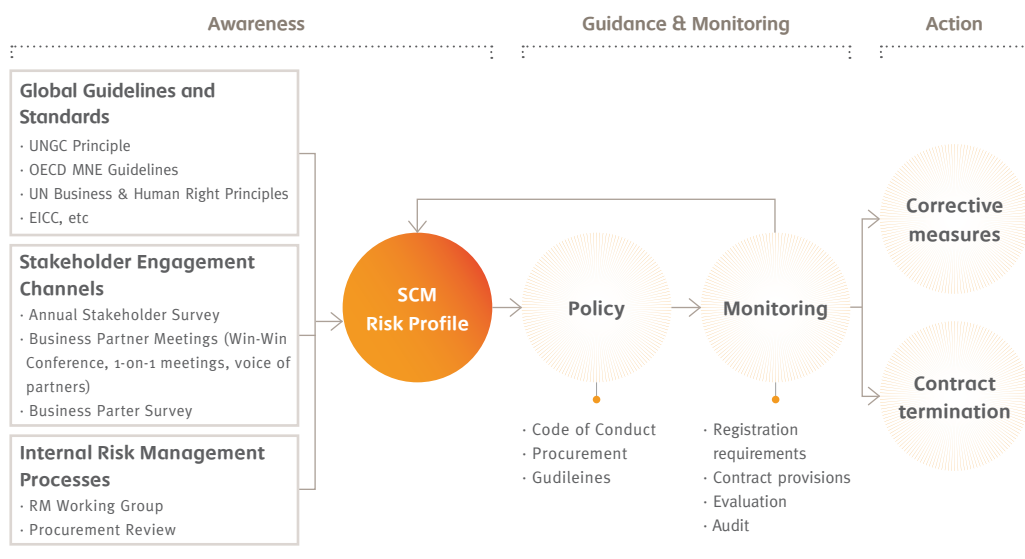 Awareness
Guidance & Monitoring
Action
Global Guidelines and
Standards
· UNGC Principle
· OECD MNE Guidelines
· UN Business & Human Right Principles
· EICC, etc
Stakeholder Engagement
Channels
· Annual Stakeholder Survey
· Business Partner Meetings (Win-Win
Conference, 1-on-1 meetings, voice of
partners)
· Business Parter Survey
Internal Risk Management
Processes
· RM Working Group
· Procurement Review
SCM
Risk Profile
Policy
· Code of Conduct
· Procurement
· Gudileines
Monitoring
· Registration
requirements
· Contract provisions
· Evaluation
· Audit
Corrective
measures
Contract
termination